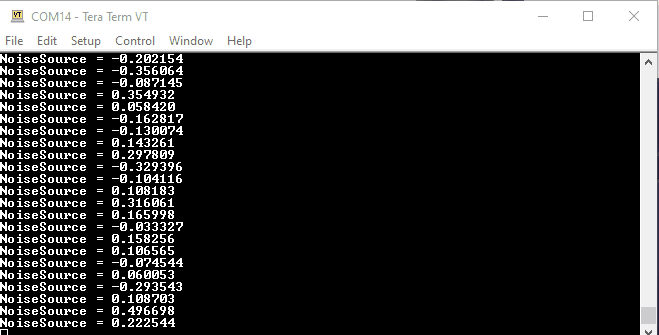 COM14 - Tera Term VT
File Edit Setup Control Window Help
NoiseSource = -0.202154
NoiseSource = -0.356064
NoiseSource = -0.087145
NoiseSource = 0.354932
NoiseSource = 0.058420
NoiseSource = -0.162817
NoiseSource = -0.130074
NoiseSource = 0.143261
NoiseSource = 0.297809
NoiseSource = -0.329396
NoiseSource = -0.104116
NoiseSource = 0.108183
NoiseSource = 0.316061
NoiseSource = 0.165998
NoiseSource = -0.033327
NoiseSource = 0.158256
NoiseSource = 0.106565
NoiseSource = -0.074544
NoiseSource = 0.060053
NoiseSource = -0.293543
NoiseSource = 0.108703
NoiseSource = 0.496698
NoiseSource = 0.222544